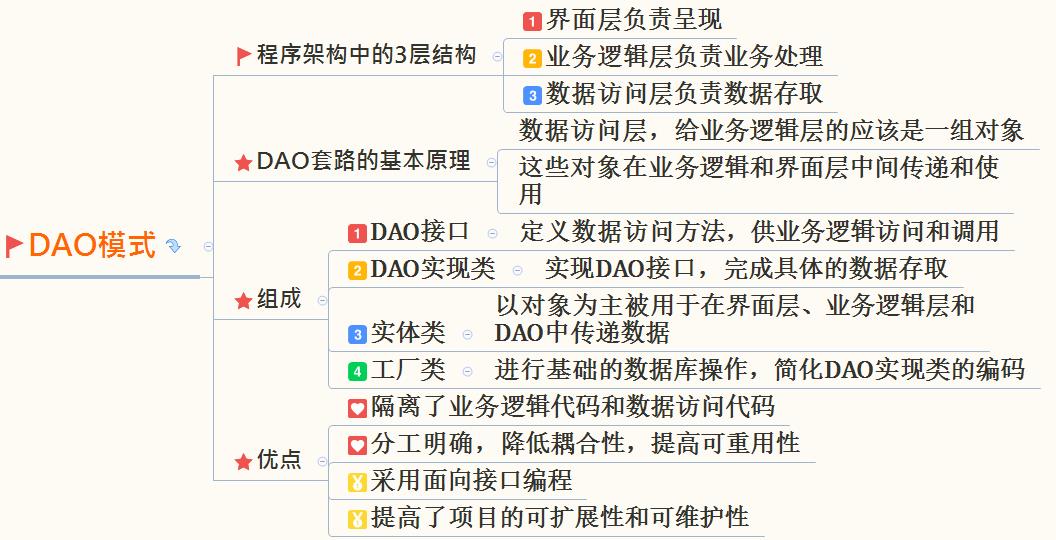 DAO模式
程序架构中的3层结构
1 界面层负责呈现
2 业务逻辑层负责业务处理
3 数据访问层负责数据存取
DAO套路的基本原理
数据访问层，给业务逻辑层的应该是一组对象
这些对象在业务逻辑和界面层中间传递和使
用
组成
1 DAO接口
定义数据访问方法，供业务逻辑访问和调用
2 DAO实现类
实现DAO接口，完成具体的数据存取
3 实体类
以对象为主被用于在界面层、业务逻辑层和
DAO中传递数据
4 工厂类
进行基础的数据库操作，简化DAO实现类的编码
优点
隔离了业务逻辑代码和数据访问代码
分工明确，降低耦合性，提高可重用性
采用面向接口编程
提高了项目的可扩展性和可维护性